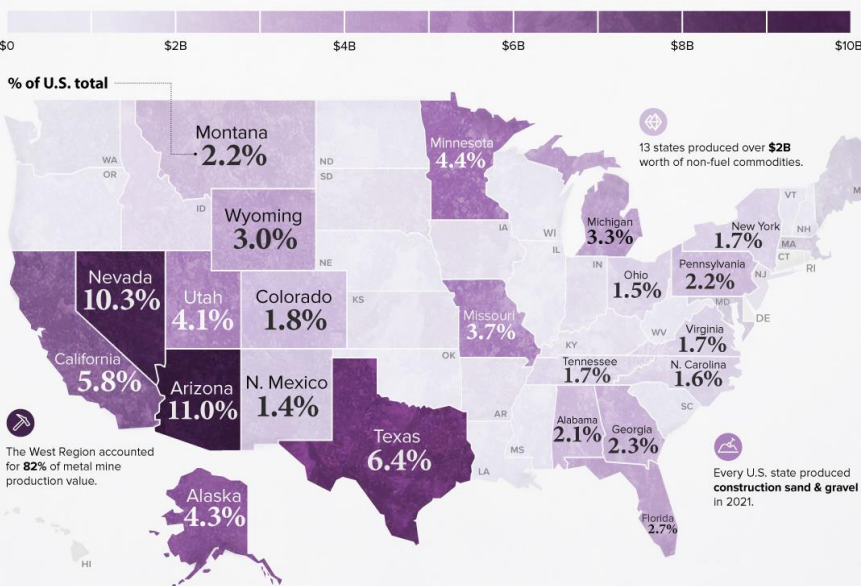 $0 $2B $4B $6B $8B $10B
% of U.S. total
Montana
2.2%
Minnesota
4.4%
13 states produced over $2B
worth of non-fuel commodities.
WA
OR
ID
ND
SD
Wyoming
3.0%
NE
IA
WI
IL
Michigan
3.3%
VT
NH
New York
1.7%
MA
CT
RI
Nevada
10.3%
Utah
4.1%
Colorado
1.8%
KS
Missouri
3.7%
IN
Ohio
1.5%
Pennsylvania
2.2%
NJ
MD
DE
California
5.8%
KY
WV
Virginia
1.7%
Arizona
11.0%
N. Mexico
1.4%
OK
Tennessee
1.7%
N. Carolina
1.6%
SC
AR
MS
LA
Alabama
2.1%
Georgia
2.3%
The West Region accounted
for 82% of metal mine
production value.
Texas
6.4%
Every U.S. state produced
construction sand & gravel
in 2021.
Alaska
4.3%
Florida
2.7%
HI